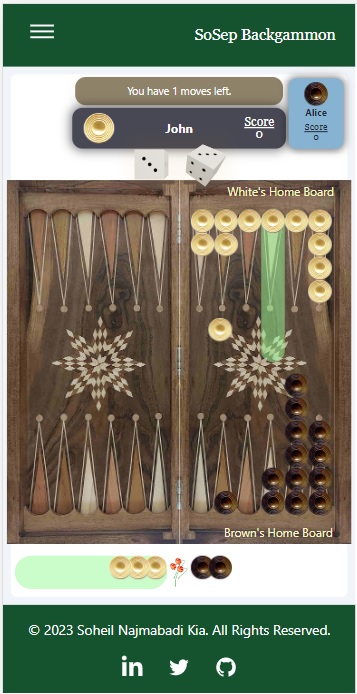 SoSep Backgammon
You have 1 moves left.
John
Score
0
Alice
Score
0
White's Home Board
Brown's Home Board
© 2023 Soheil Najmabadi Kia. All Rights Reserved.
in